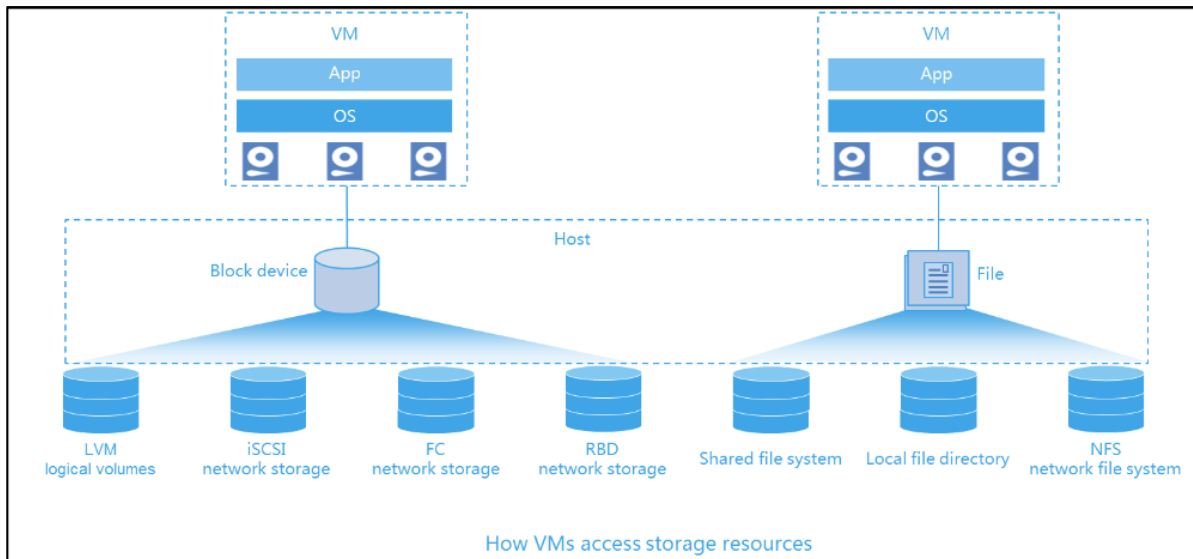 VM
App
OS
VM
App
OS
Host
Block device
File
LVM
logical volumes
iSCSI
network storage
FC
network storage
RBD
network storage
Shared file system
Local file directory
NFS
network file system
How VMs access storage resources